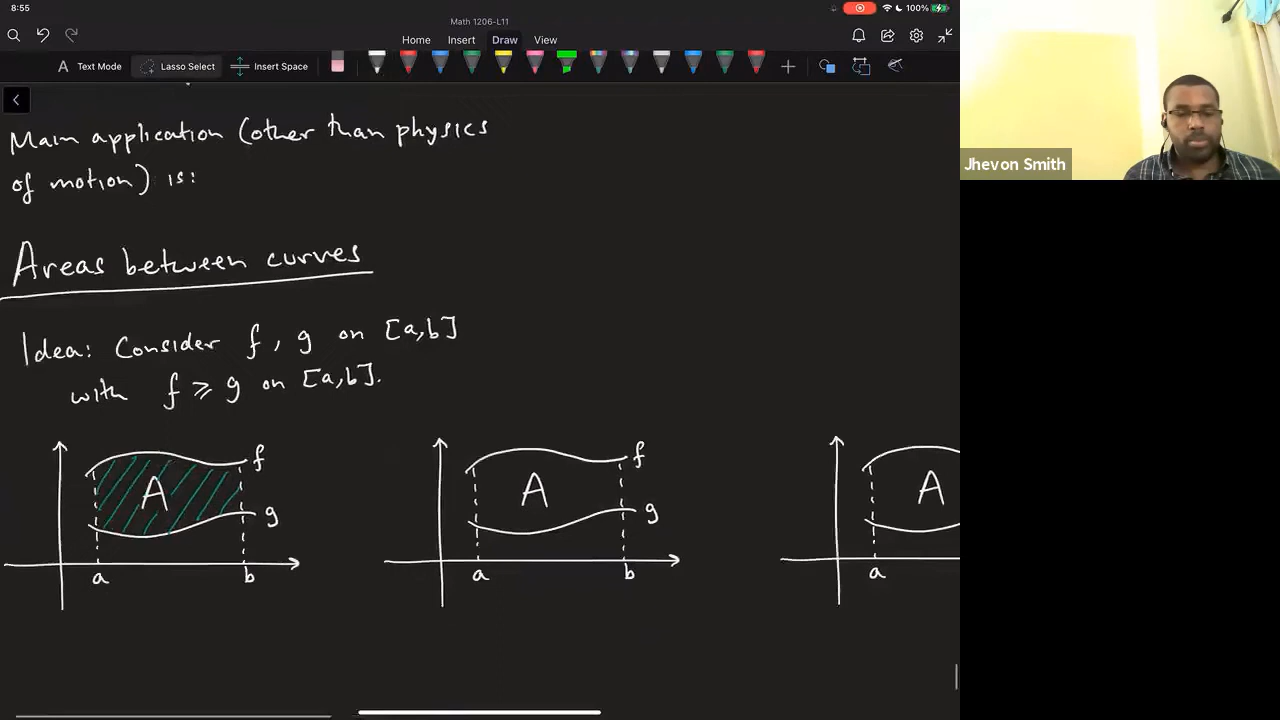 8:55
100%
Math 1206-L11
Home Insert Draw View
Text Mode Lasso Select Insert Space
Main application (other than physics
of motion) is:
Areas between curves
Idea: Consider f, g on [a,b]
with f ⩾ g on [a,b].
f f
A A A
g g
a b a b a
Jhevon Smith